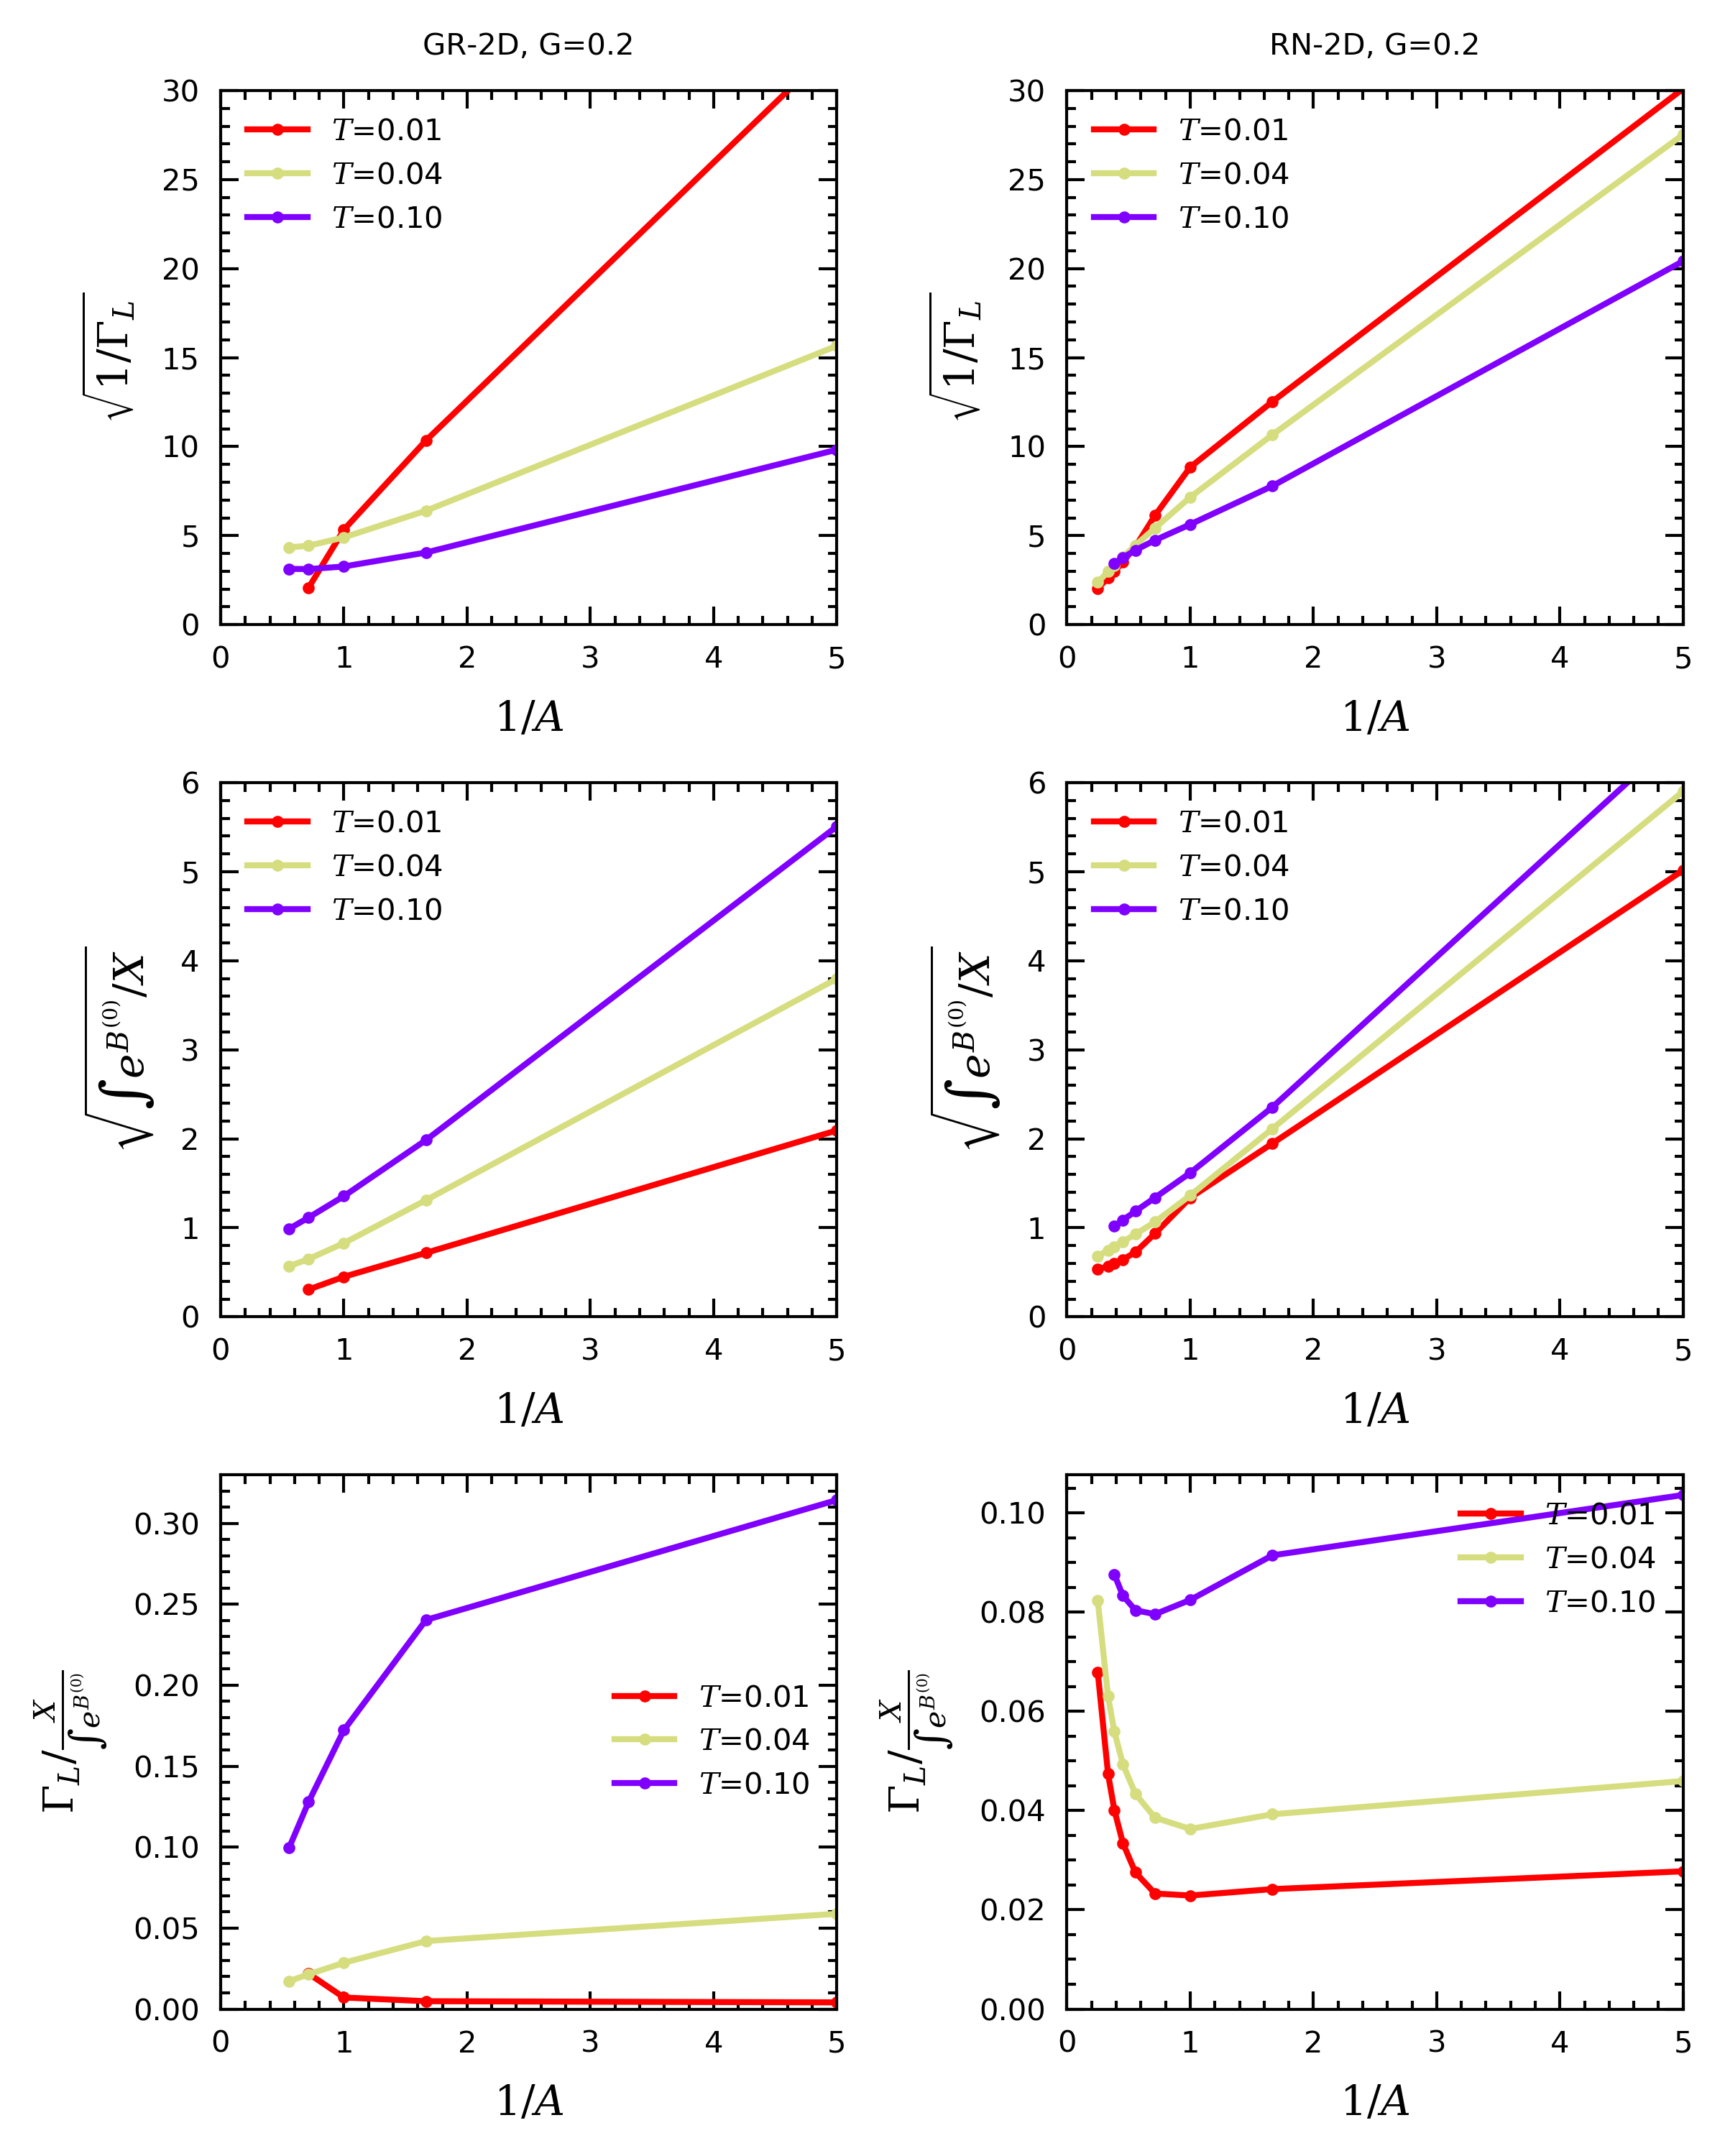 GR-2D, G=0.2
RN-2D, G=0.2
30
25
20
15
10
5
0
√1/Γ_L
T=0.01
T=0.04
T=0.10
0 1 2 3 4 5
1/A
30
25
20
15
10
5
0
√1/Γ_L
T=0.01
T=0.04
T=0.10
0 1 2 3 4 5
1/A
6
5
4
3
2
1
0
√∫e^{B^{(0)}}/X
T=0.01
T=0.04
T=0.10
0 1 2 3 4 5
1/A
6
5
4
3
2
1
0
√∫e^{B^{(0)}}/X
T=0.01
T=0.04
T=0.10
0 1 2 3 4 5
1/A
0.30
0.25
0.20
0.15
0.10
0.05
0.00
Γ_L/\frac{X}{∫e^{B^{(0)}}}
T=0.01
T=0.04
T=0.10
0 1 2 3 4 5
1/A
0.10
0.08
0.06
0.04
0.02
0.00
Γ_L/\frac{X}{∫e^{B^{(0)}}}
T=0.01
T=0.04
T=0.10
0 1 2 3 4 5
1/A